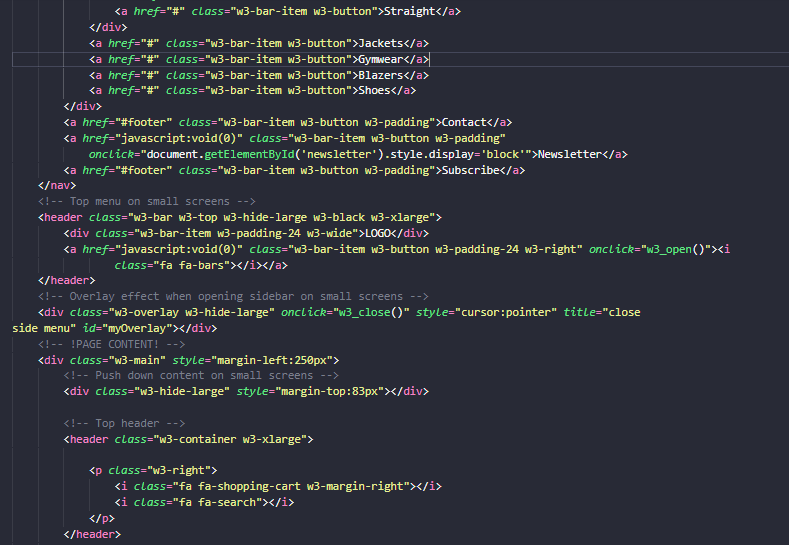 <a href="#" class="w3-bar-item w3-button">Straight</a>
</div>
<a href="#" class="w3-bar-item w3-button">Jackets</a>
<a href="#" class="w3-bar-item w3-button">Gymwear</a>
<a href="#" class="w3-bar-item w3-button">Blazers</a>
<a href="#" class="w3-bar-item w3-button">Shoes</a>
</div>
<a href="#footer" class="w3-bar-item w3-button w3-padding">Contact</a>
<a href="javascript:void(0)" class="w3-bar-item w3-button w3-padding"
onclick="document.getElementById('newsletter').style.display='block'">Newsletter</a>
<a href="#footer" class="w3-bar-item w3-button w3-padding">Subscribe</a>
</nav>
<!-- Top menu on small screens -->
<header class="w3-bar w3-top w3-hide-large w3-black w3-xlarge">
<div class="w3-bar-item w3-padding-24 w3-wide">LOGO</div>
<a href="javascript:void(0)" class="w3-bar-item w3-button w3-padding-24 w3-right" onclick="w3_open()"><i
class="fa fa-bars"></i></a>
</header>
<!-- Overlay effect when opening sidebar on small screens -->
<div class="w3-overlay w3-hide-large" onclick="w3_close()" style="cursor:pointer" title="close
side menu" id="myOverlay"></div>
<!-- !PAGE CONTENT! -->
<div class="w3-main" style="margin-left:250px">
<!-- Push down content on small screens -->
<div class="w3-hide-large" style="margin-top:83px"></div>
<!-- Top header -->
<header class="w3-container w3-xlarge">
<p class="w3-right">
<i class="fa fa-shopping-cart w3-margin-right"></i>
<i class="fa fa-search"></i>
</p>
</header>